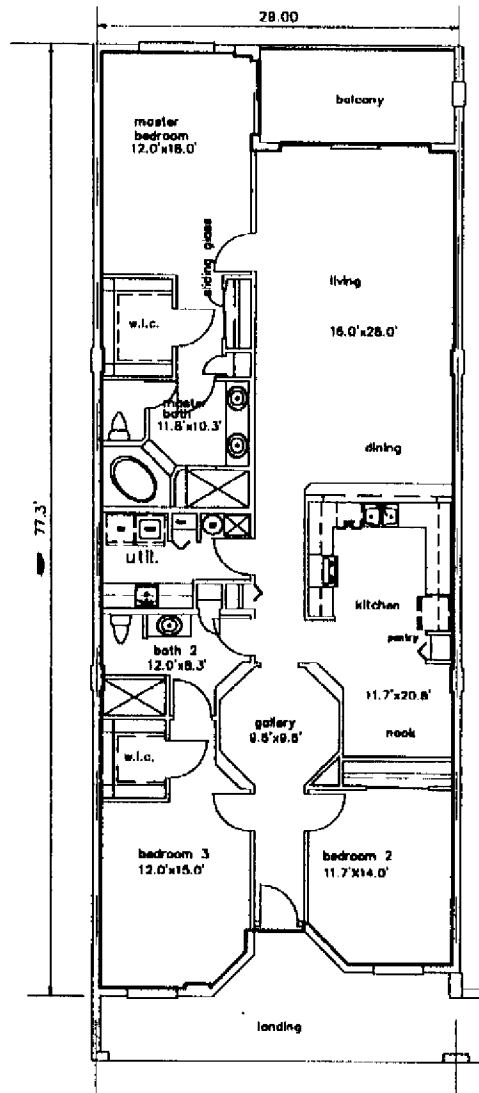 28.00
balcony
master
bedroom
12.0'x18.0'
sliding glass
living
w.i.c.
16.0'x28.0'
master
bath
11.8'x10.3'
dining
77.3'
util.
kitchen
pantry
bath 2
12.0'x8.3'
11.7'x20.8'
gallery
9.6'x9.6'
nook
w.i.c.
bedroom 3
12.0'x15.0'
bedroom 2
11.7'X14.0'
landing